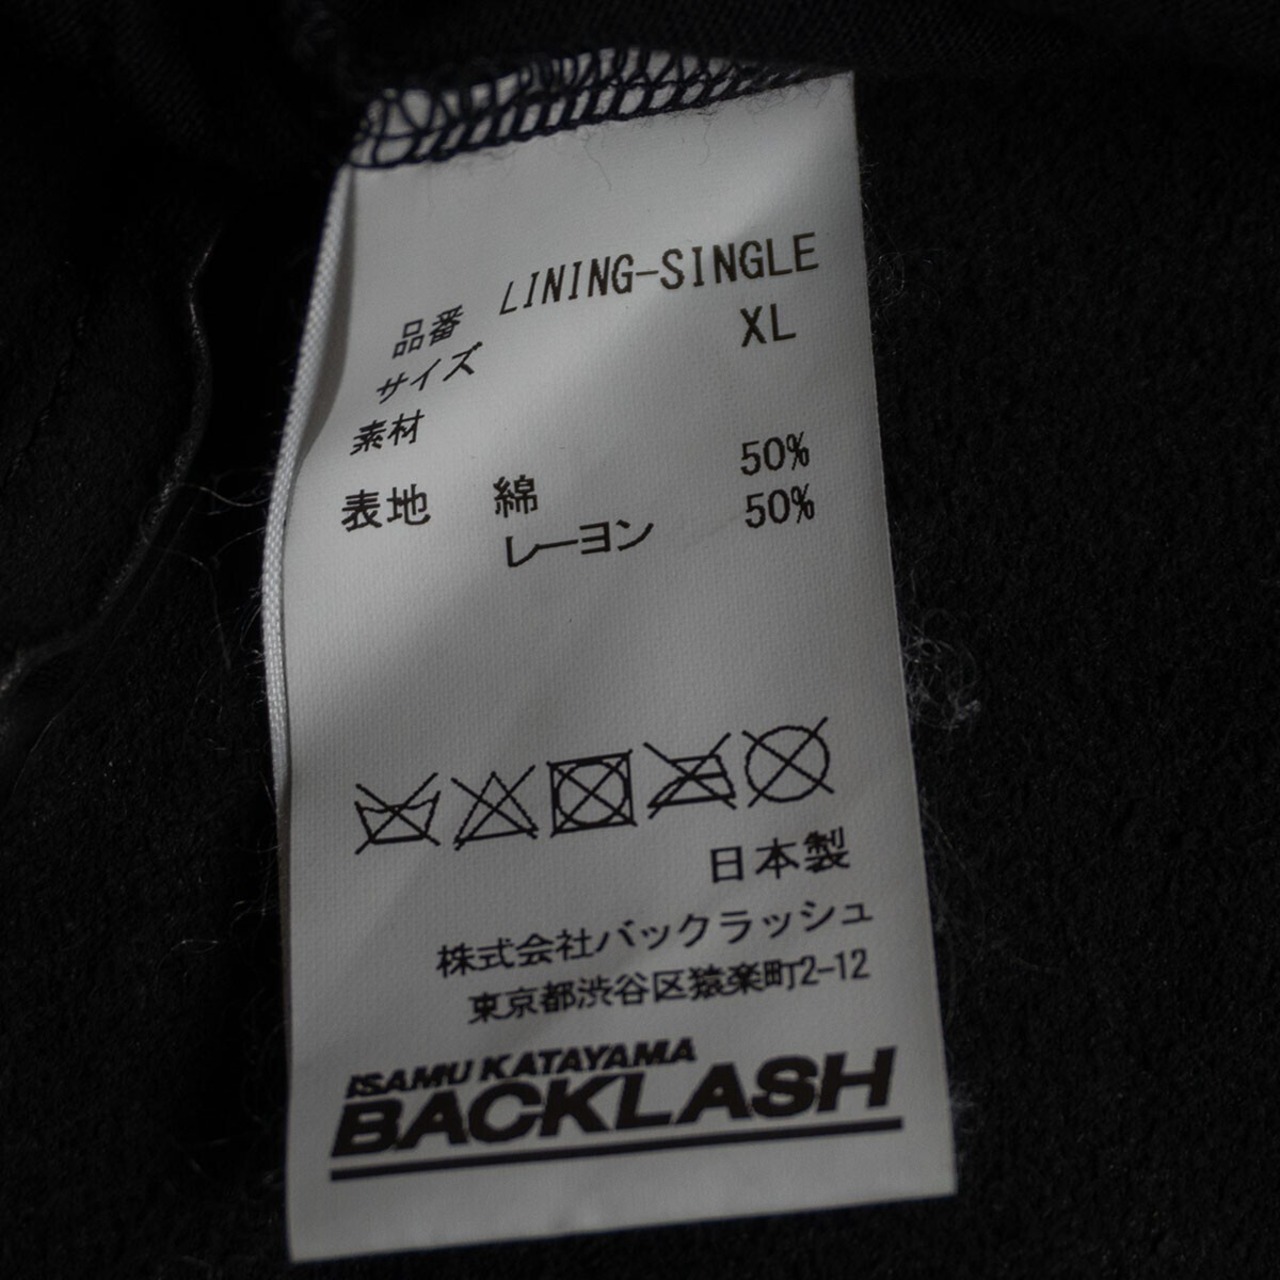 品番 LINING-SINGLE
サイズ XL
素材
表地 綿 50%
レーヨン 50%
日本製
株式会社バックラッシュ
東京都渋谷区猿楽町2-12
ISAMU KATAYAMA
BACKLASH